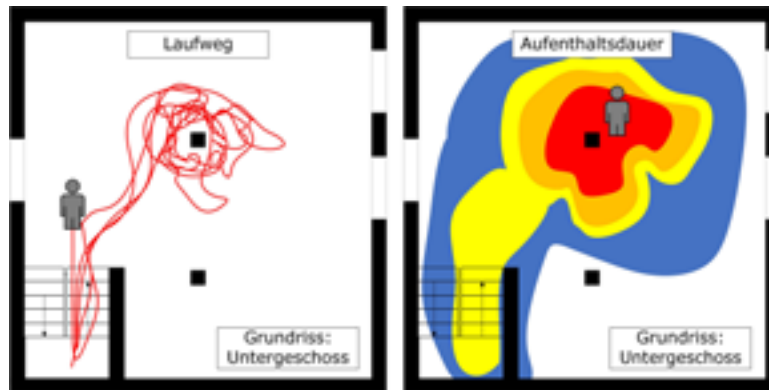 Laufweg
Grundriss:
Untergeschoss
Aufenthaltsdauer
Grundriss:
Untergeschoss